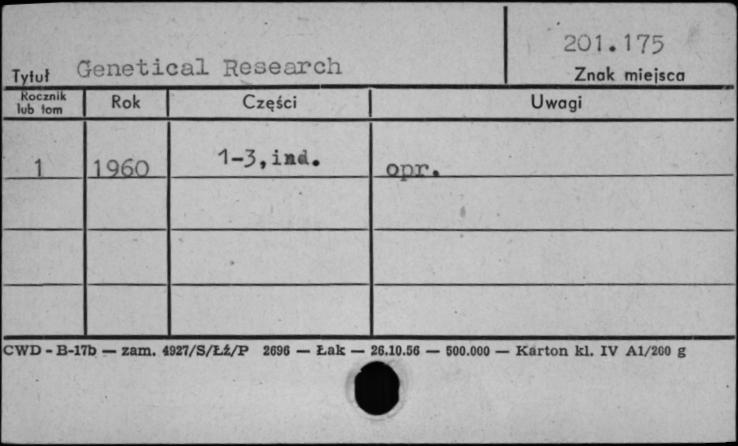 201.175
Tytuł Genetical Research
Znak miejsca
Rocznik lub tom Rok Części Uwagi
1 1960 1-3, ind. opr.
CWD - B-17b — zam. 4927/S/Łź/P 2696 — Łak — 26.10.56 — 500.000 — Karton kl. IV A1/200 g